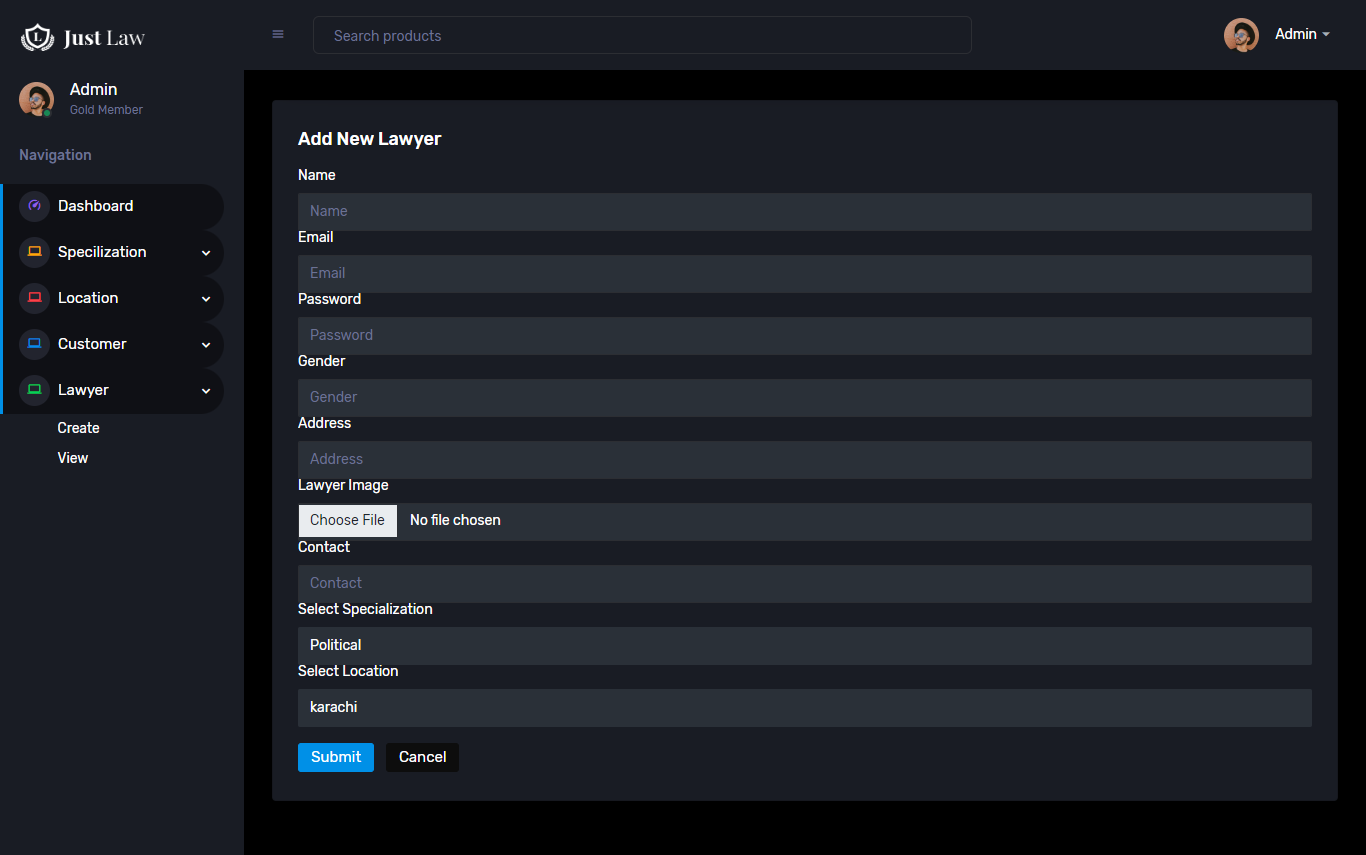 Just Law
Search products
Admin
Admin
Gold Member
Navigation
Dashboard
Specilization
Location
Customer
Lawyer
Create
View
Add New Lawyer
Name
Name
Email
Email
Password
Password
Gender
Gender
Address
Address
Lawyer Image
Choose File No file chosen
Contact
Contact
Select Specialization
Political
Select Location
karachi
Submit Cancel